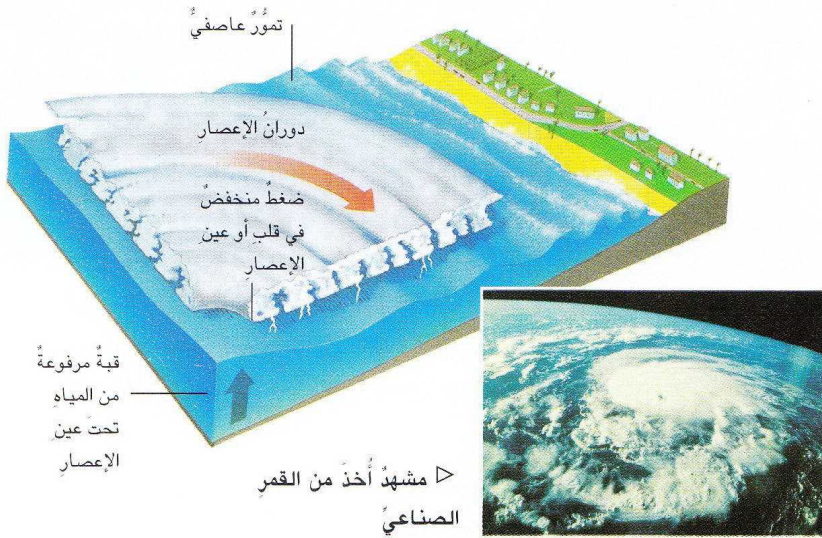 تموُّرٌ عاصفيٌّ
دورانُ الإعصارِ
ضغطٌ منخفضٌ
في قلبِ أو عين
الإعصارِ
قبةٌ مرفوعةٌ
من المياهِ
تحتَ عينِ
الإعصارِ
▷ مشهدٌ أُخذَ من القمرِ
الصناعيِّ